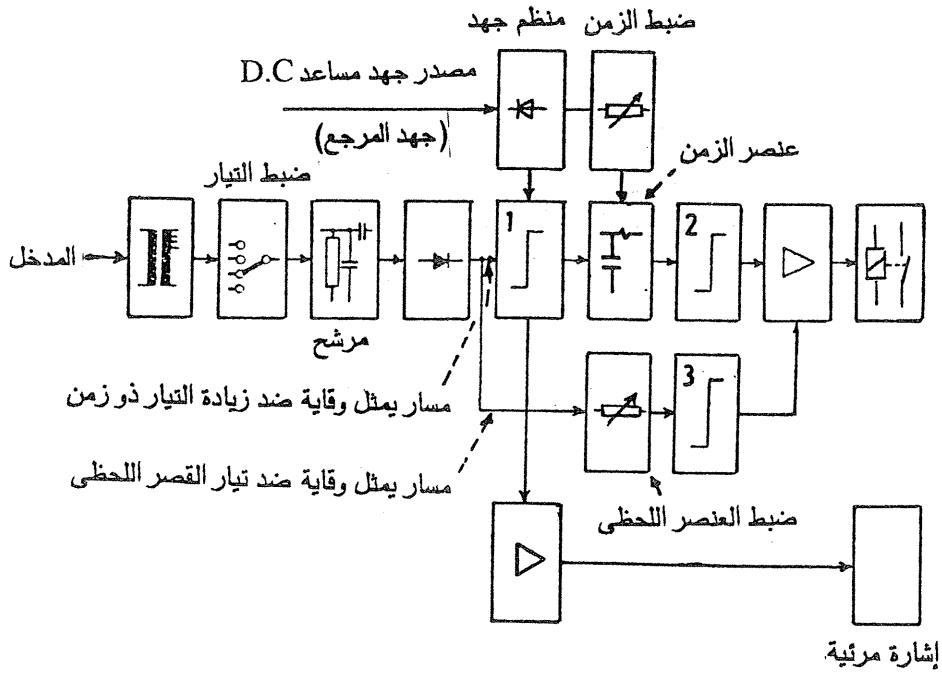 منظم جهد
ضبط الزمن
مصدر جهد مساعد D.C
(جهد المرجع)
عنصر الزمن
ضبط التيار
المدخل
1
2
مرشح
3
مسار يمثل وقاية ضد زيادة التيار ذو زمن
مسار يمثل وقاية ضد تيار القصر اللحظى
ضبط العنصر اللحظى
إشارة مرئية